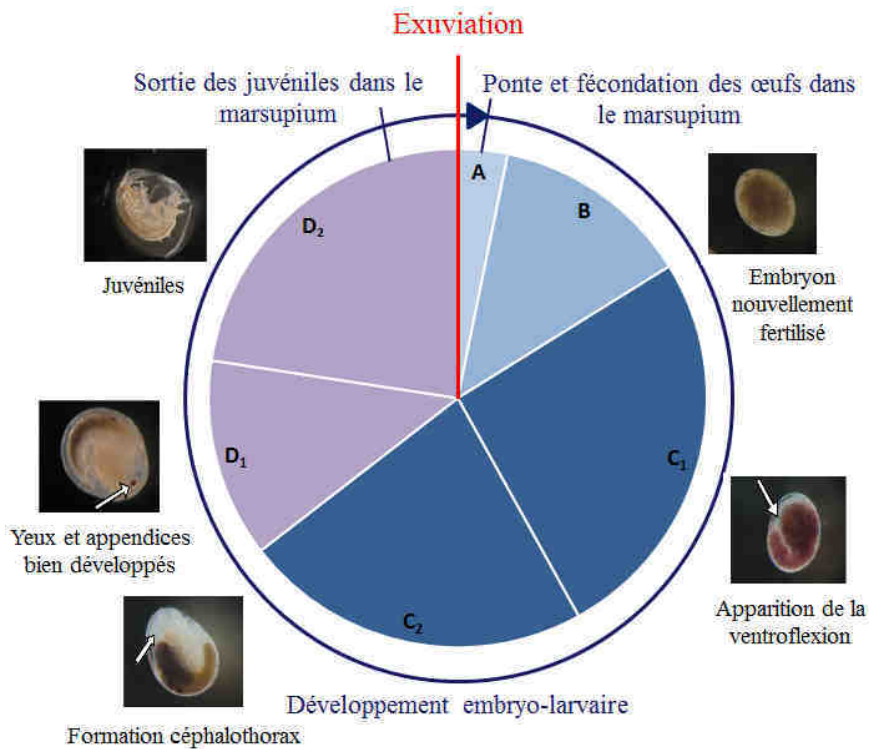 Exuviation
Sortie des juvéniles dans le
marsupium
Ponte et fécondation des œufs dans
le marsupium
A
B
C₁
C₂
D₁
D₂
Embryon
nouvellement
fertilisé
Apparition de la
ventroflexion
Développement embryo-larvaire
Formation céphalothorax
Yeux et appendices
bien développés
Juvéniles